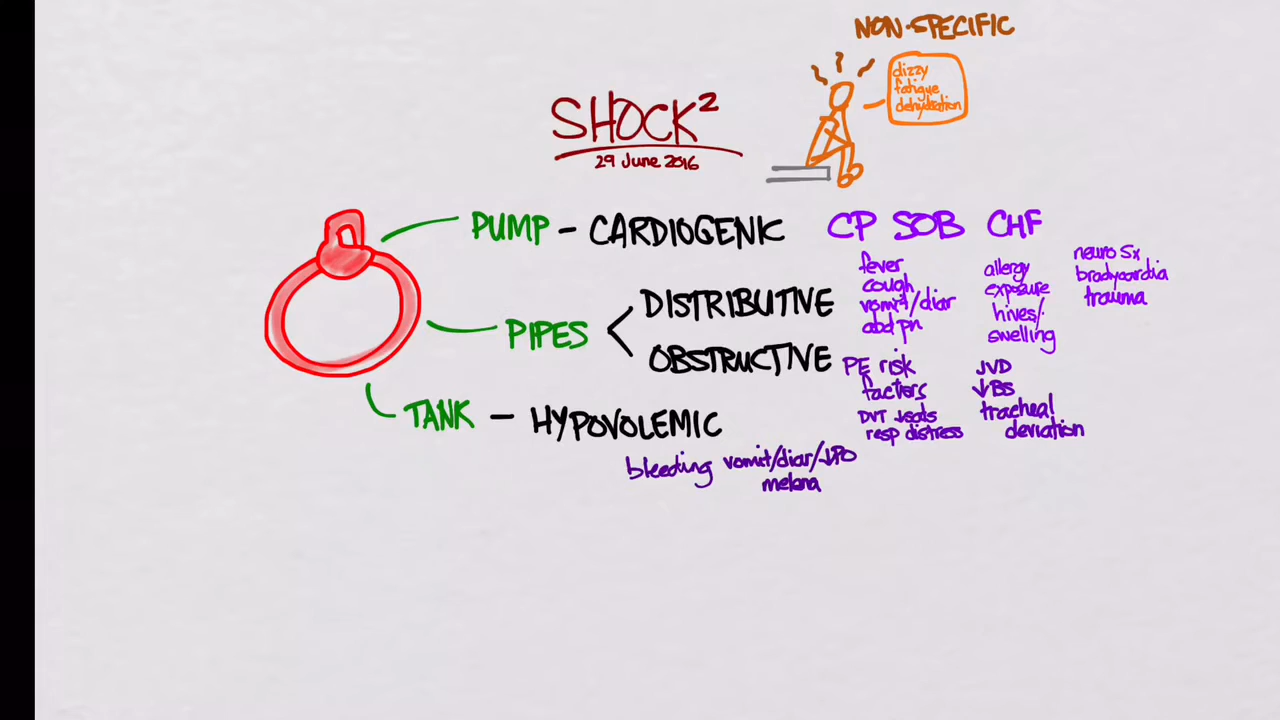 NON-SPECIFIC
dizzy
fatigue
dehydration
SHOCK²
29 June 2016
PUMP - CARDIOGENIC
CP SOB CHF
PIPES
DISTRIBUTIVE
fever
cough
vomit/diar
abd pn
allergy
exposure
hives/
swelling
neuro Sx
bradycardia
trauma
OBSTRUCTIVE
PE risk
factors
DVT ↓sats
resp distress
JVD
↓BS
tracheal
deviation
TANK - HYPOVOLEMIC
bleeding vomit/diar/↓PO
melena